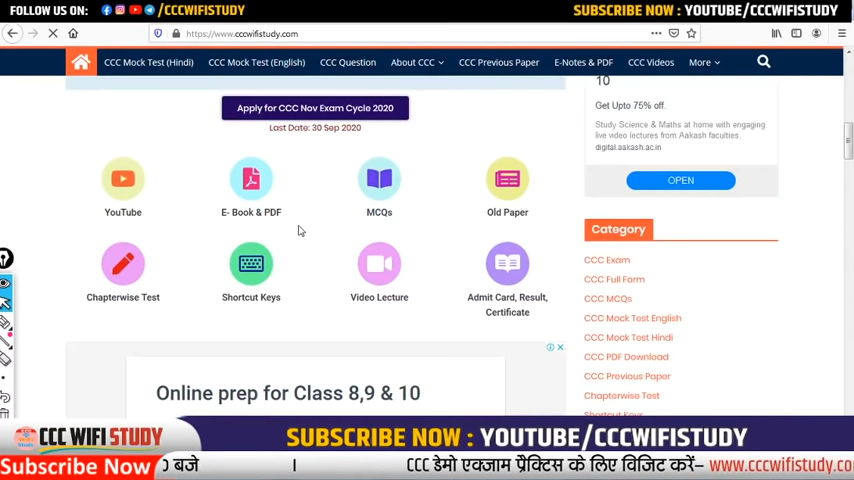 FOLLOW US ON:
/CCCWIFISTUDY
SUBSCRIBE NOW : YOUTUBE/CCCWIFISTUDY
https://www.cccwifistudy.com
CCC Mock Test (Hindi)
CCC Mock Test (English)
CCC Question
About CCC
CCC Previous Paper
E-Notes & PDF
CCC Videos
More
Apply for CCC Nov Exam Cycle 2020
Last Date: 30 Sep 2020
YouTube
E- Book & PDF
MCQs
Old Paper
Chapterwise Test
Shortcut Keys
Video Lecture
Admit Card, Result,
Certificate
Online prep for Class 8,9 & 10
10
Get Upto 75% off.
Study Science & Maths at home with engaging
live video lectures from Aakash faculties.
digital.aakash.ac.in
OPEN
Category
CCC Exam
CCC Full Form
CCC MCQs
CCC Mock Test English
CCC Mock Test Hindi
CCC PDF Download
CCC Previous Paper
Chapterwise Test
Shortcut Keys
CCC WIFI STUDY
SUBSCRIBE NOW : YOUTUBE/CCCWIFISTUDY
Subscribe Now
0 बजे
।
CCC डेमो एक्जाम प्रैक्टिस के लिए विजिट करें– www.cccwifistudy.co